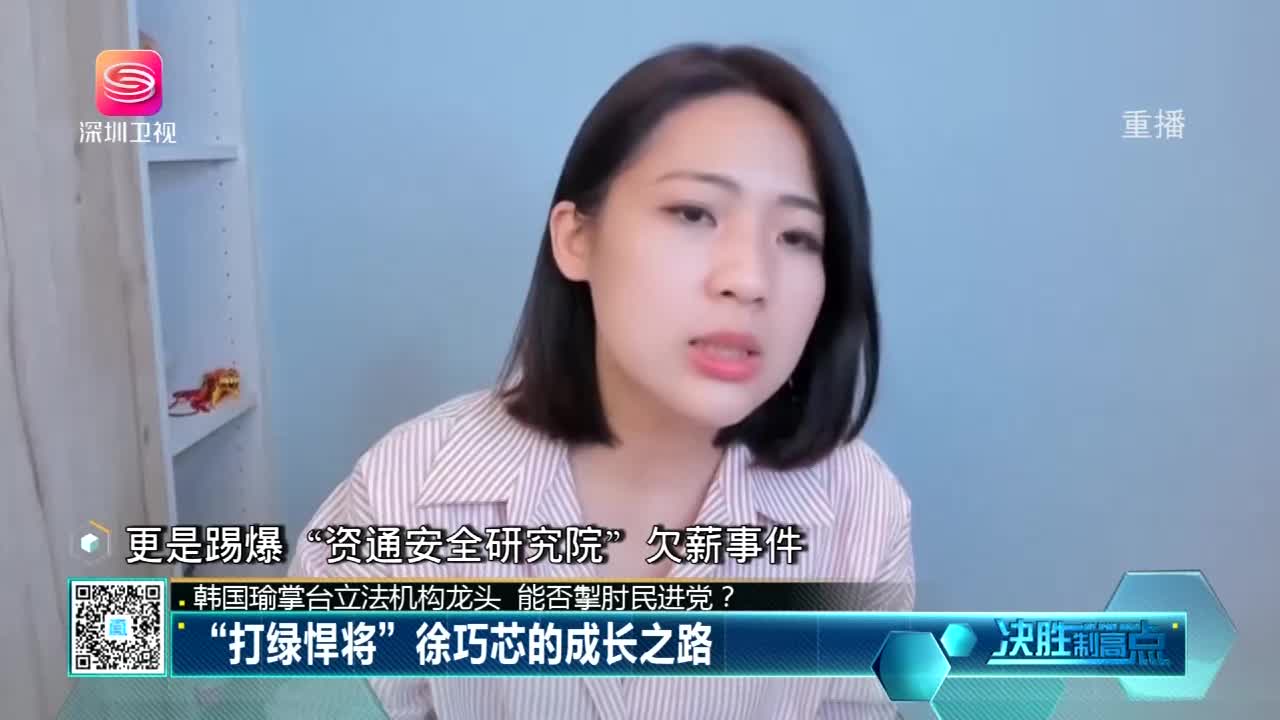 深圳卫视
重播
更是踢爆“资通安全研究院”欠薪事件
韩国瑜掌台立法机构龙头 能否掣肘民进党？
“打绿悍将”徐巧芯的成长之路
决胜制高点